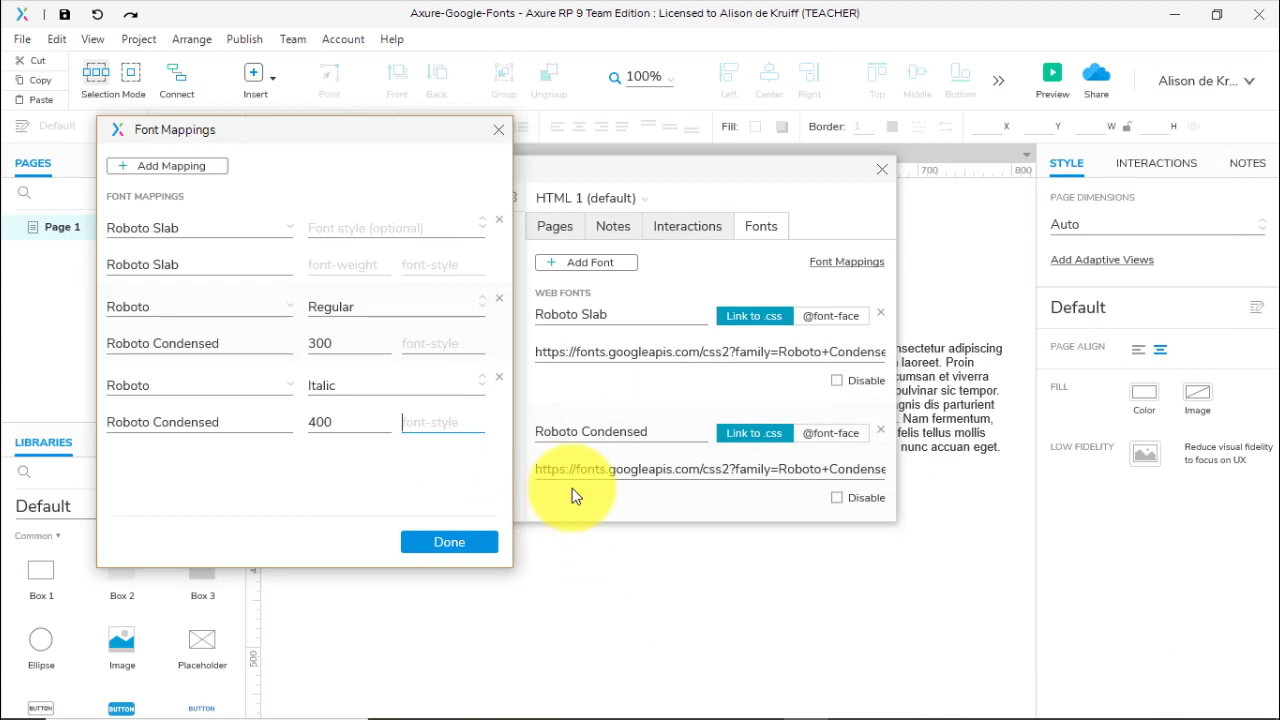 Axure-Google-Fonts - Axure RP 9 Team Edition : Licensed to Alison de Kruiff (TEACHER)
File Edit View Project Arrange Publish Team Account Help
Cut
Copy
Paste
Selection Mode Connect Insert Point Front Back Group Ungroup 100% Left Center Right Top Middle Bottom Preview Share Alison de Kr...
Default Fill: Border: 1 X Y W H
PAGES
Page 1
Font Mappings
Add Mapping
FONT MAPPINGS
Roboto Slab Font style (optional)
Roboto Slab font-weight font-style
Roboto Regular
Roboto Condensed 300 font-style
Roboto Italic
Roboto Condensed 400 font-style
Done
HTML 1 (default)
Pages Notes Interactions Fonts
Add Font Font Mappings
WEB FONTS
Roboto Slab Link to .css @font-face
https://fonts.googleapis.com/css2?family=Roboto+Condense
Disable
Roboto Condensed Link to .css @font-face
https://fonts.googleapis.com/css2?family=Roboto+Condense
Disable
700 800
nsectetur adipiscing
laoreet. Proin
cumsan et viverra
pulvinar sic tempor.
gnis dis parturient
Nam fermentum,
felis tellus mollis
nunc accuan eget.
STYLE INTERACTIONS NOTES
PAGE DIMENSIONS
Auto
Add Adaptive Views
Default
PAGE ALIGN
FILL
Color Image
LOW FIDELITY Reduce visual fidelity
to focus on UX
LIBRARIES
Default
Common
Box 1 Box 2 Box 3
Ellipse Image Placeholder
BUTTON BUTTON BUTTON
500